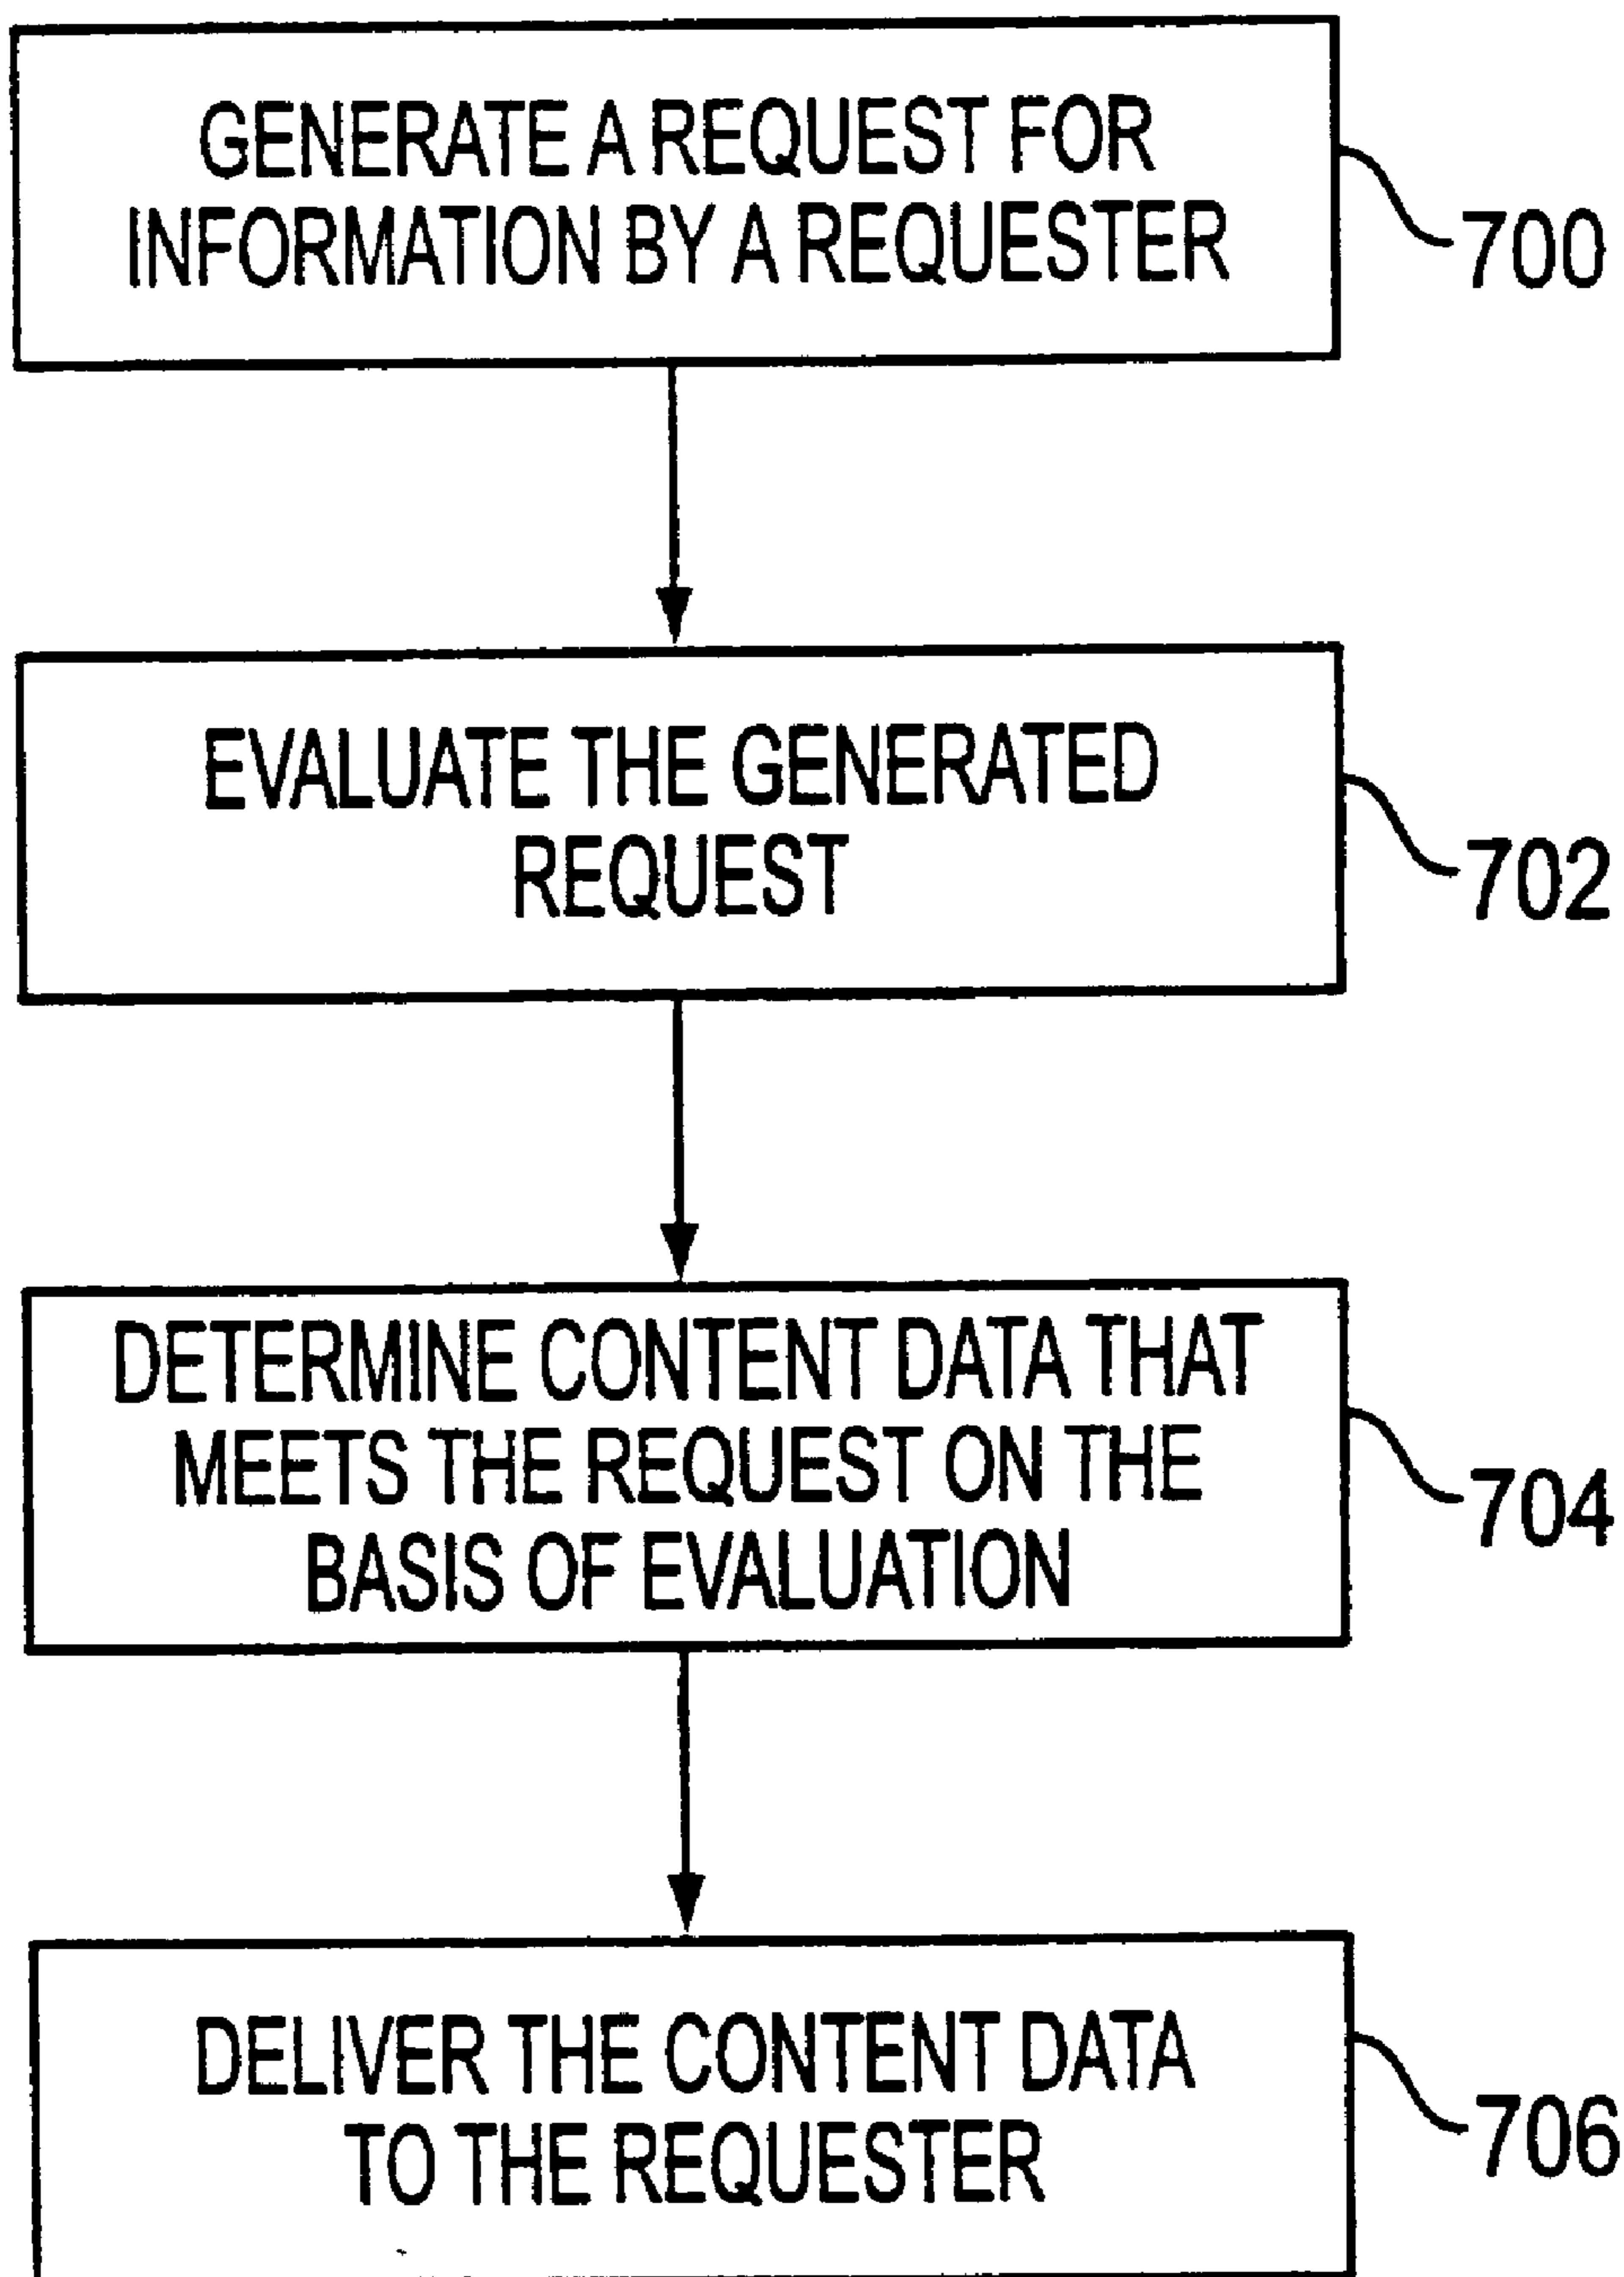 GENERATE A REQUEST FOR
INFORMATION BY A REQUESTER
700
EVALUATE THE GENERATED
REQUEST
702
DETERMINE CONTENT DATA THAT
MEETS THE REQUEST ON THE
BASIS OF EVALUATION
704
DELIVER THE CONTENT DATA
TO THE REQUESTER
706